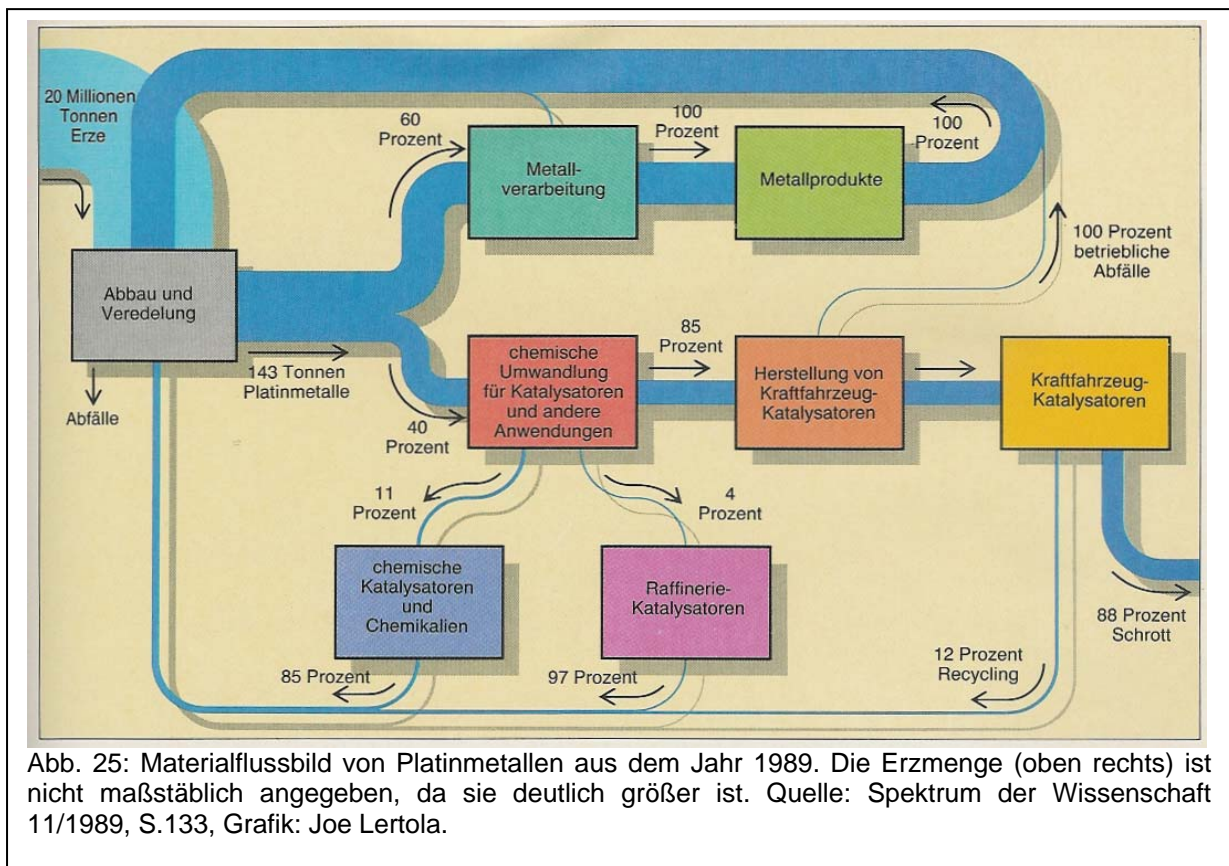 20 Millionen
Tonnen
Erze
60
Prozent
100
Prozent
100
Prozent
Metall-
verarbeitung
Metallprodukte
100 Prozent
betriebliche
Abfälle
Abbau und
Veredelung
143 Tonnen
Platinmetalle
Abfälle
40
Prozent
chemische
Umwandlung
für Katalysatoren
und andere
Anwendungen
85
Prozent
Herstellung von
Kraftfahrzeug-
Katalysatoren
Kraftfahrzeug-
Katalysatoren
11
Prozent
4
Prozent
chemische
Katalysatoren
und
Chemikalien
Raffinerie-
Katalysatoren
88 Prozent
Schrott
85 Prozent
97 Prozent
12 Prozent
Recycling
Abb. 25: Materialflussbild von Platinmetallen aus dem Jahr 1989. Die Erzmenge (oben rechts) ist
nicht maßstäblich angegeben, da sie deutlich größer ist. Quelle: Spektrum der Wissenschaft
11/1989, S.133, Grafik: Joe Lertola.